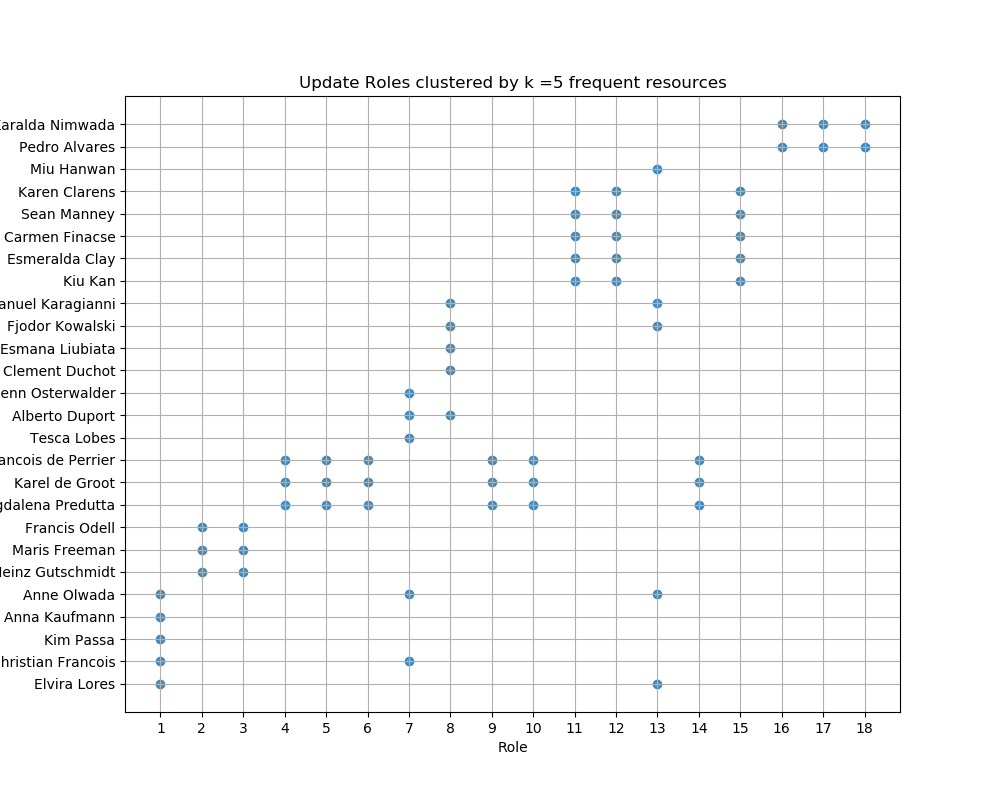 Update Roles clustered by k =5 frequent resources
Karalda Nimwada
Pedro Alvares
Miu Hanwan
Karen Clarens
Sean Manney
Carmen Finacse
Esmeralda Clay
Kiu Kan
anuel Karagianni
Fjodor Kowalski
Esmana Liubiata
Clement Duchot
enn Osterwalder
Alberto Duport
Tesca Lobes
ancois de Perrier
Karel de Groot
gdalena Predutta
Francis Odell
Maris Freeman
Heinz Gutschmidt
Anne Olwada
Anna Kaufmann
Kim Passa
hristian Francois
Elvira Lores
1 2 3 4 5 6 7 8 9 10 11 12 13 14 15 16 17 18
Role